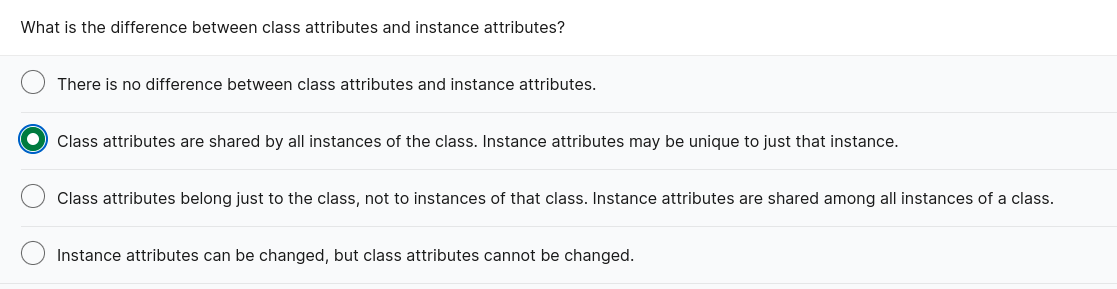 What is the difference between class attributes and instance attributes?
There is no difference between class attributes and instance attributes.
Class attributes are shared by all instances of the class. Instance attributes may be unique to just that instance.
Class attributes belong just to the class, not to instances of that class. Instance attributes are shared among all instances of a class.
Instance attributes can be changed, but class attributes cannot be changed.